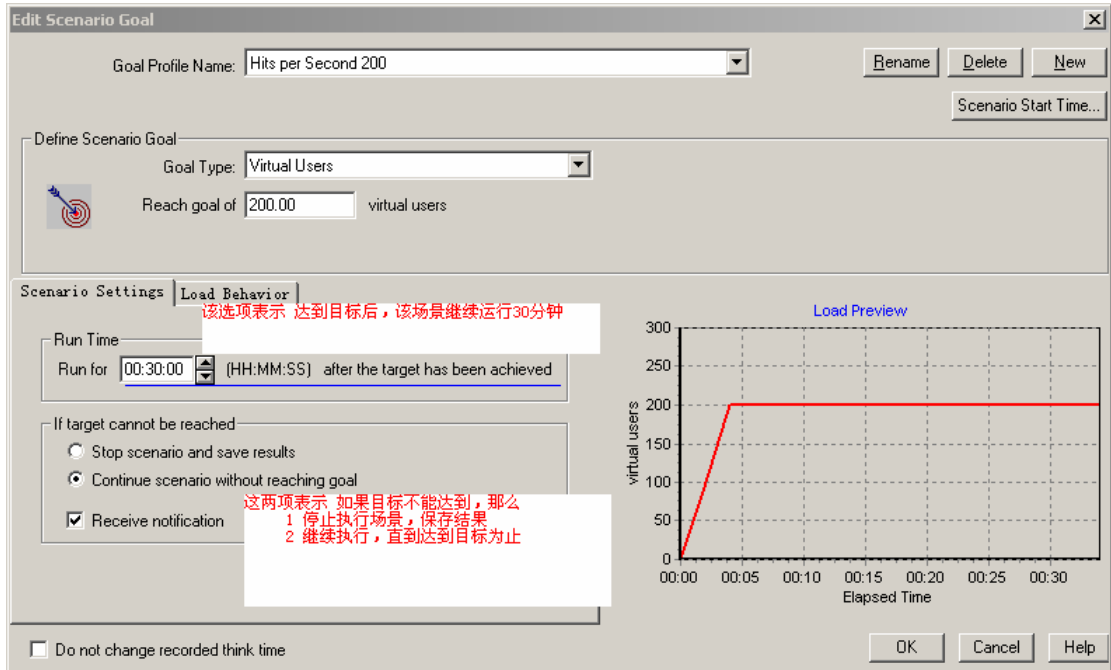 Edit Scenario Goal
Goal Profile Name: Hits per Second 200
Rename Delete New
Scenario Start Time...
Define Scenario Goal
Goal Type: Virtual Users
Reach goal of 200.00 virtual users
Scenario Settings Load Behavior
该选项表示 达到目标后，该场景继续运行30分钟
Run Time
Run for 00:30:00 (HH:MM:SS) after the target has been achieved
If target cannot be reached
Stop scenario and save results
Continue scenario without reaching goal
Receive notification
这两项表示 如果目标不能达到，那么
1 停止执行场景，保存结果
2 继续执行，直到达到目标为止
Load Preview
300
250
200
150
100
50
0
virtual users
00:00 00:05 00:10 00:15 00:20 00:25 00:30
Elapsed Time
Do not change recorded think time
OK Cancel Help